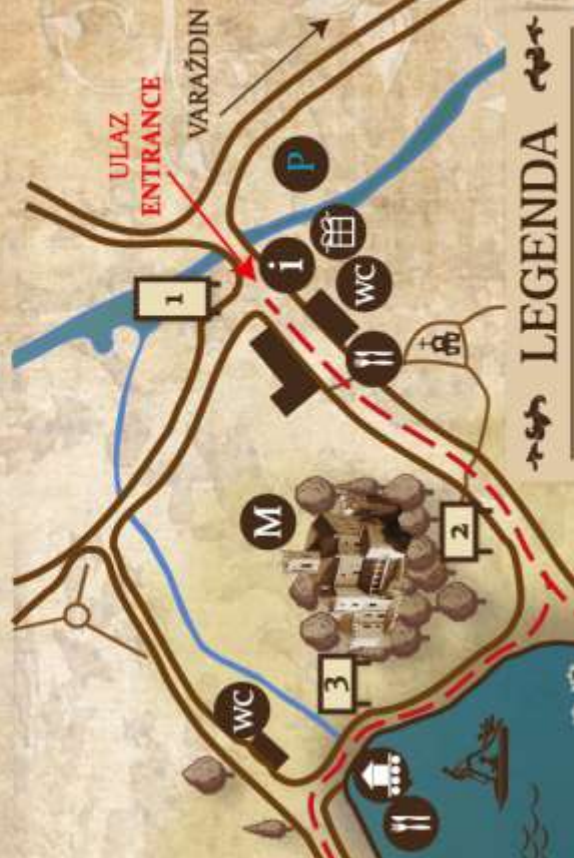 ULAZ
ENTRANCE
VARAŽDIN
1
P
i
WC
M
2
3
WC
LEGENDA